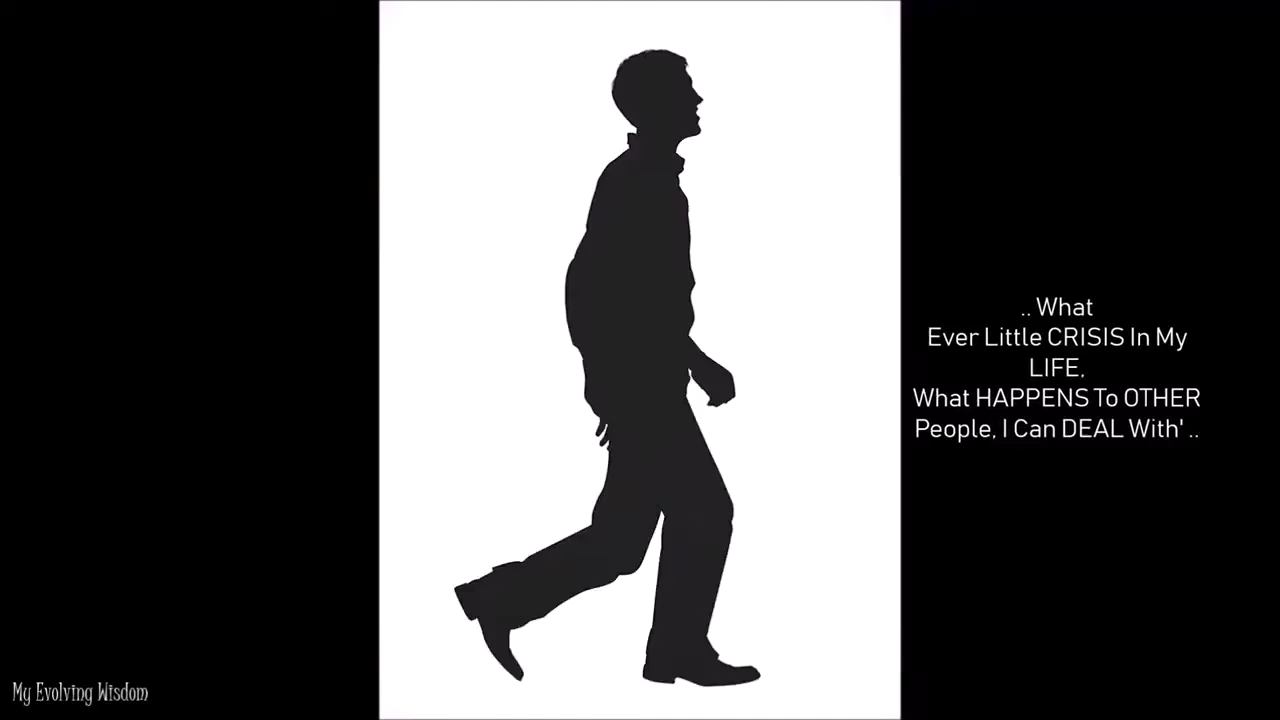 .. What
Ever Little CRISIS In My
LIFE,
What HAPPENS To OTHER
People, I Can DEAL With' ..
My Evolving Wisdom